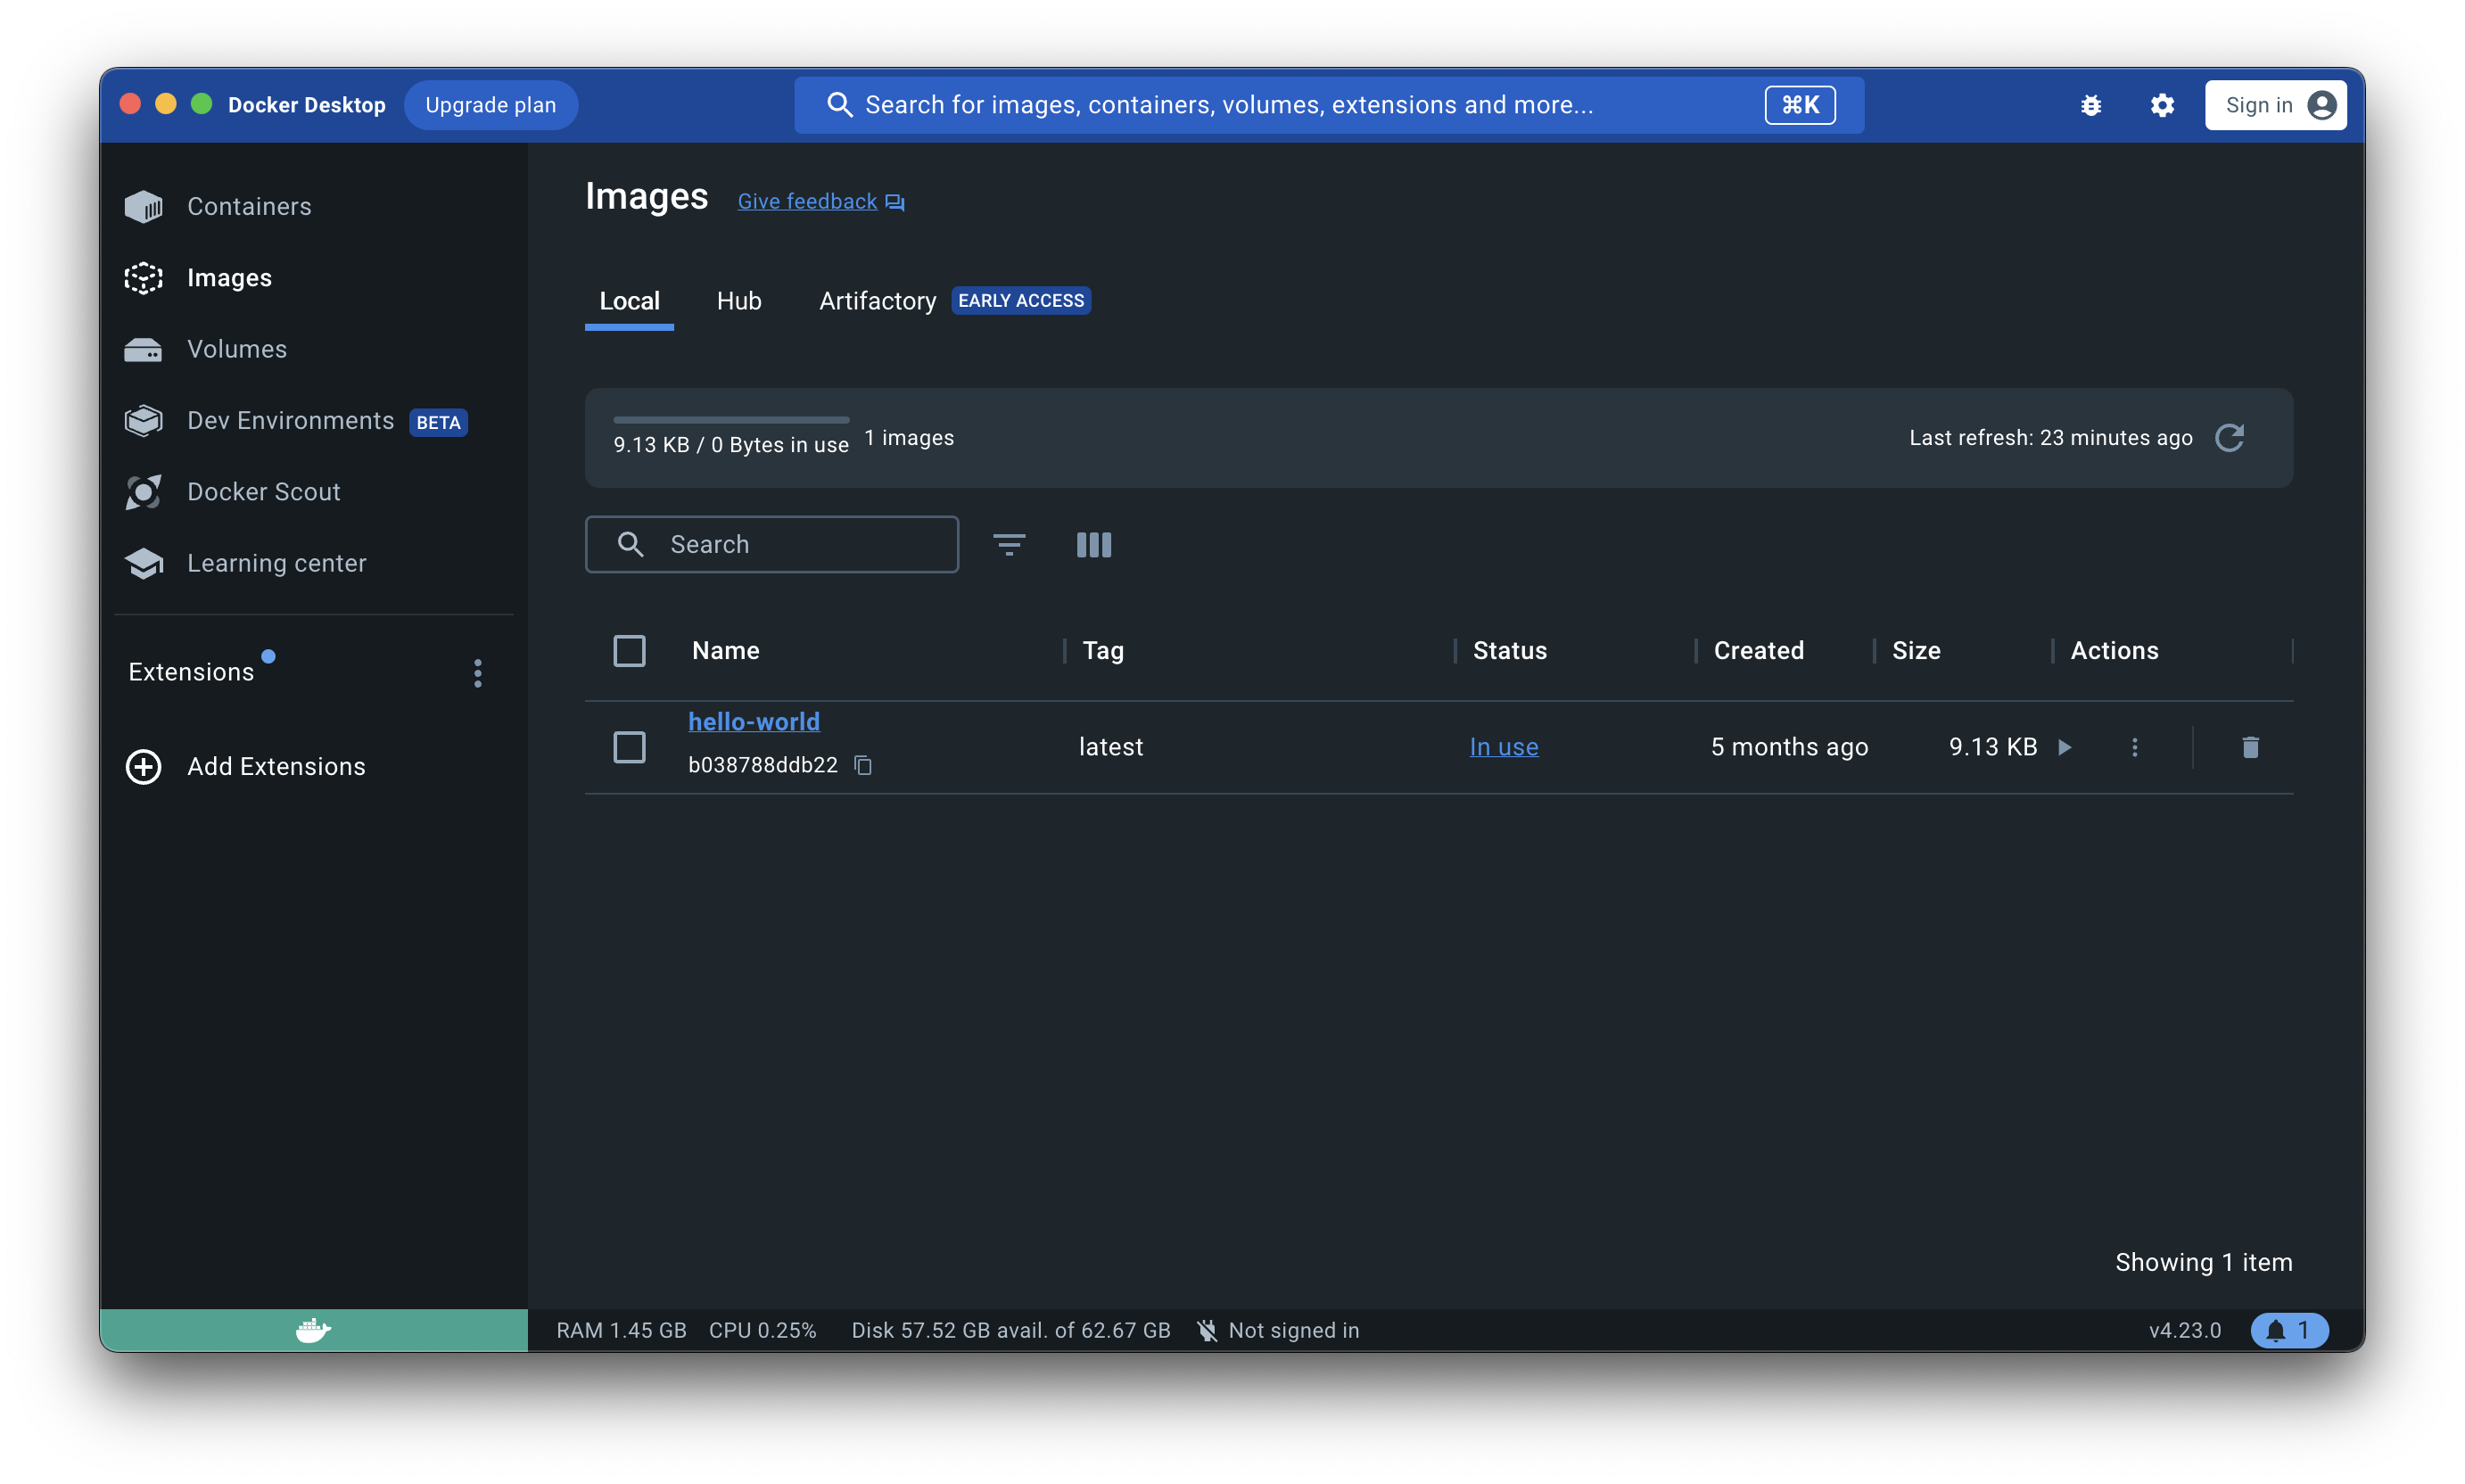 Docker Desktop
Upgrade plan
Search for images, containers, volumes, extensions and more...
⌘K
Sign in
Containers
Images
Volumes
Dev Environments BETA
Docker Scout
Learning center
Extensions
Add Extensions
Images
Give feedback
Local
Hub
Artifactory EARLY ACCESS
9.13 KB / 0 Bytes in use
1 images
Last refresh: 23 minutes ago
Search
Name
Tag
Status
Created
Size
Actions
hello-world
b038788ddb22
latest
In use
5 months ago
9.13 KB
Showing 1 item
RAM 1.45 GB
CPU 0.25%
Disk 57.52 GB avail. of 62.67 GB
Not signed in
v4.23.0
1